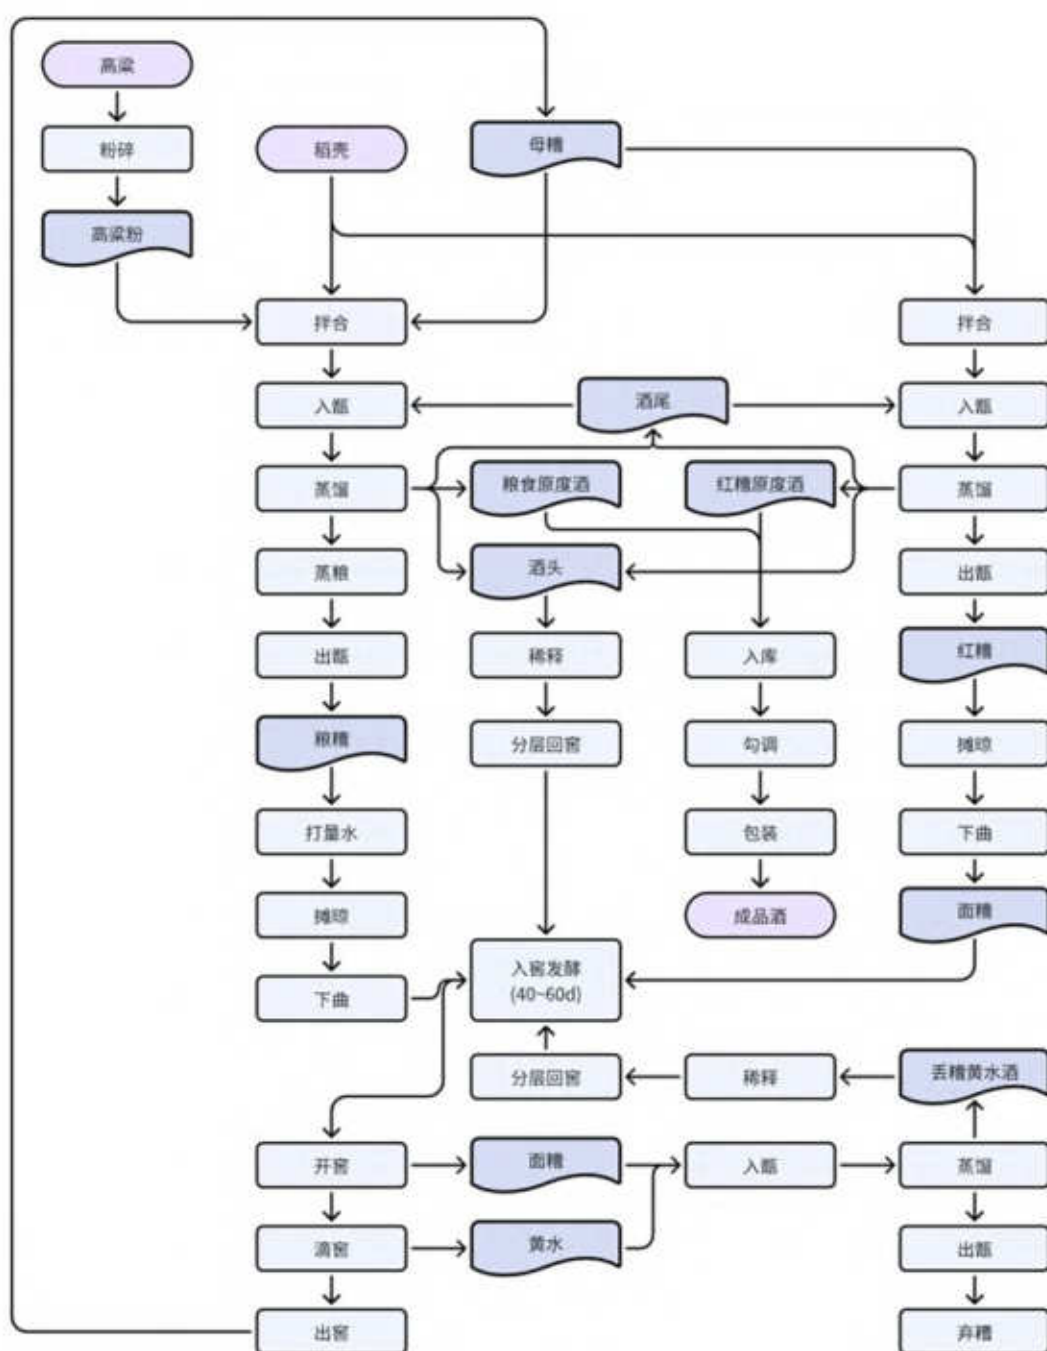 高粱
粉碎
稻壳
母糟
高粱粉
拌合
拌合
入甑
酒尾
入甑
蒸馏
粮食原度酒
红糟原度酒
蒸馏
蒸粮
酒头
出甑
出甑
稀释
入库
红糟
粮糟
分层回窖
勾调
摊晾
打量水
包装
下曲
摊晾
成品酒
面糟
下曲
入窖发酵
(40~60d)
分层回窖
稀释
丢糟黄水酒
开窖
面糟
入甑
蒸馏
滴窖
黄水
出甑
出窖
弃糟